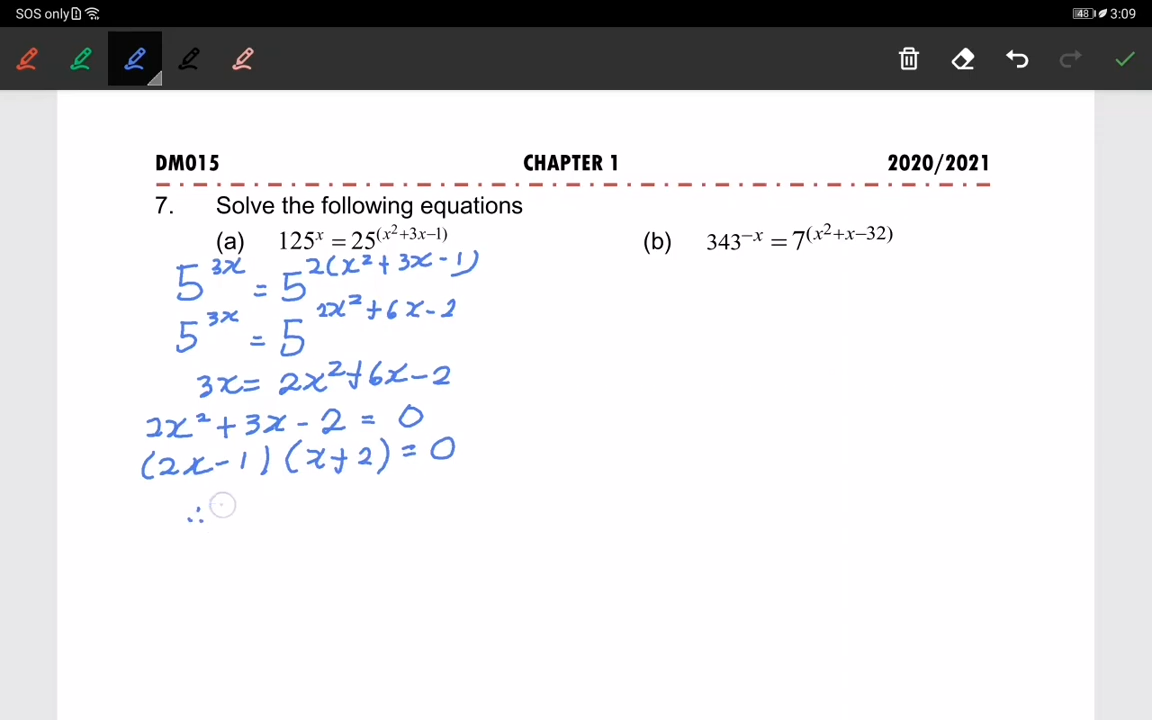 SOS only 48 3:09
DM015 CHAPTER 1 2020/2021
7. Solve the following equations
(a) 125^x = 25^(x²+3x−1) (b) 343^−x = 7^(x²+x−32)
5^3x = 5^2(x² + 3x - 1)
5^3x = 5^2x² + 6x - 2
3x = 2x² + 6x - 2
2x² + 3x - 2 = 0
(2x - 1) (x + 2) = 0
∴